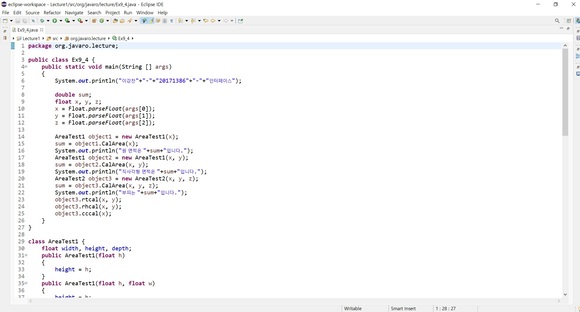 eclipse-workspace - Lecture1/src/org/javaro/lecture/Ex9_4.java - Eclipse IDE
File Edit Source Refactor Navigate Search Project Run Window Help
Ex9_4.java
Lecture1 src org.javaro.lecture Ex9_4
1 package org.javaro.lecture;
2
3 public class Ex9_4 {
4 public static void main(String [] args)
5 {
6 System.out.println("이강진"+"-"+"20171386"+"-"+"인터페이스");
7
8 double sum;
9 float x, y, z;
10 x = Float.parseFloat(args[0]);
11 y = Float.parseFloat(args[1]);
12 z = Float.parseFloat(args[2]);
13
14 AreaTest1 object1 = new AreaTest1(x);
15 sum = object1.CalArea(x);
16 System.out.println("원 면적은 "+sum+"입니다.");
17 AreaTest1 object2 = new AreaTest1(x, y);
18 sum = object2.CalArea(x, y);
19 System.out.println("직사각형 면적은 "+sum+"입니다.");
20 AreaTest2 object3 = new AreaTest2(x, y, z);
21 sum = object3.CalArea(x, y, z);
22 System.out.println("부피는 "+sum+"입니다.");
23 object3.rtcal(x, y);
24 object3.rhcal(x, y);
25 object3.cccal(x);
26 }
27 }
28
29 class AreaTest1 {
30 float width, height, depth;
31 public AreaTest1(float h)
32 {
33 height = h;
34 }
35 public AreaTest1(float h, float w)
36 {
37 height = h;
Writable Smart Insert 1 : 28 : 27